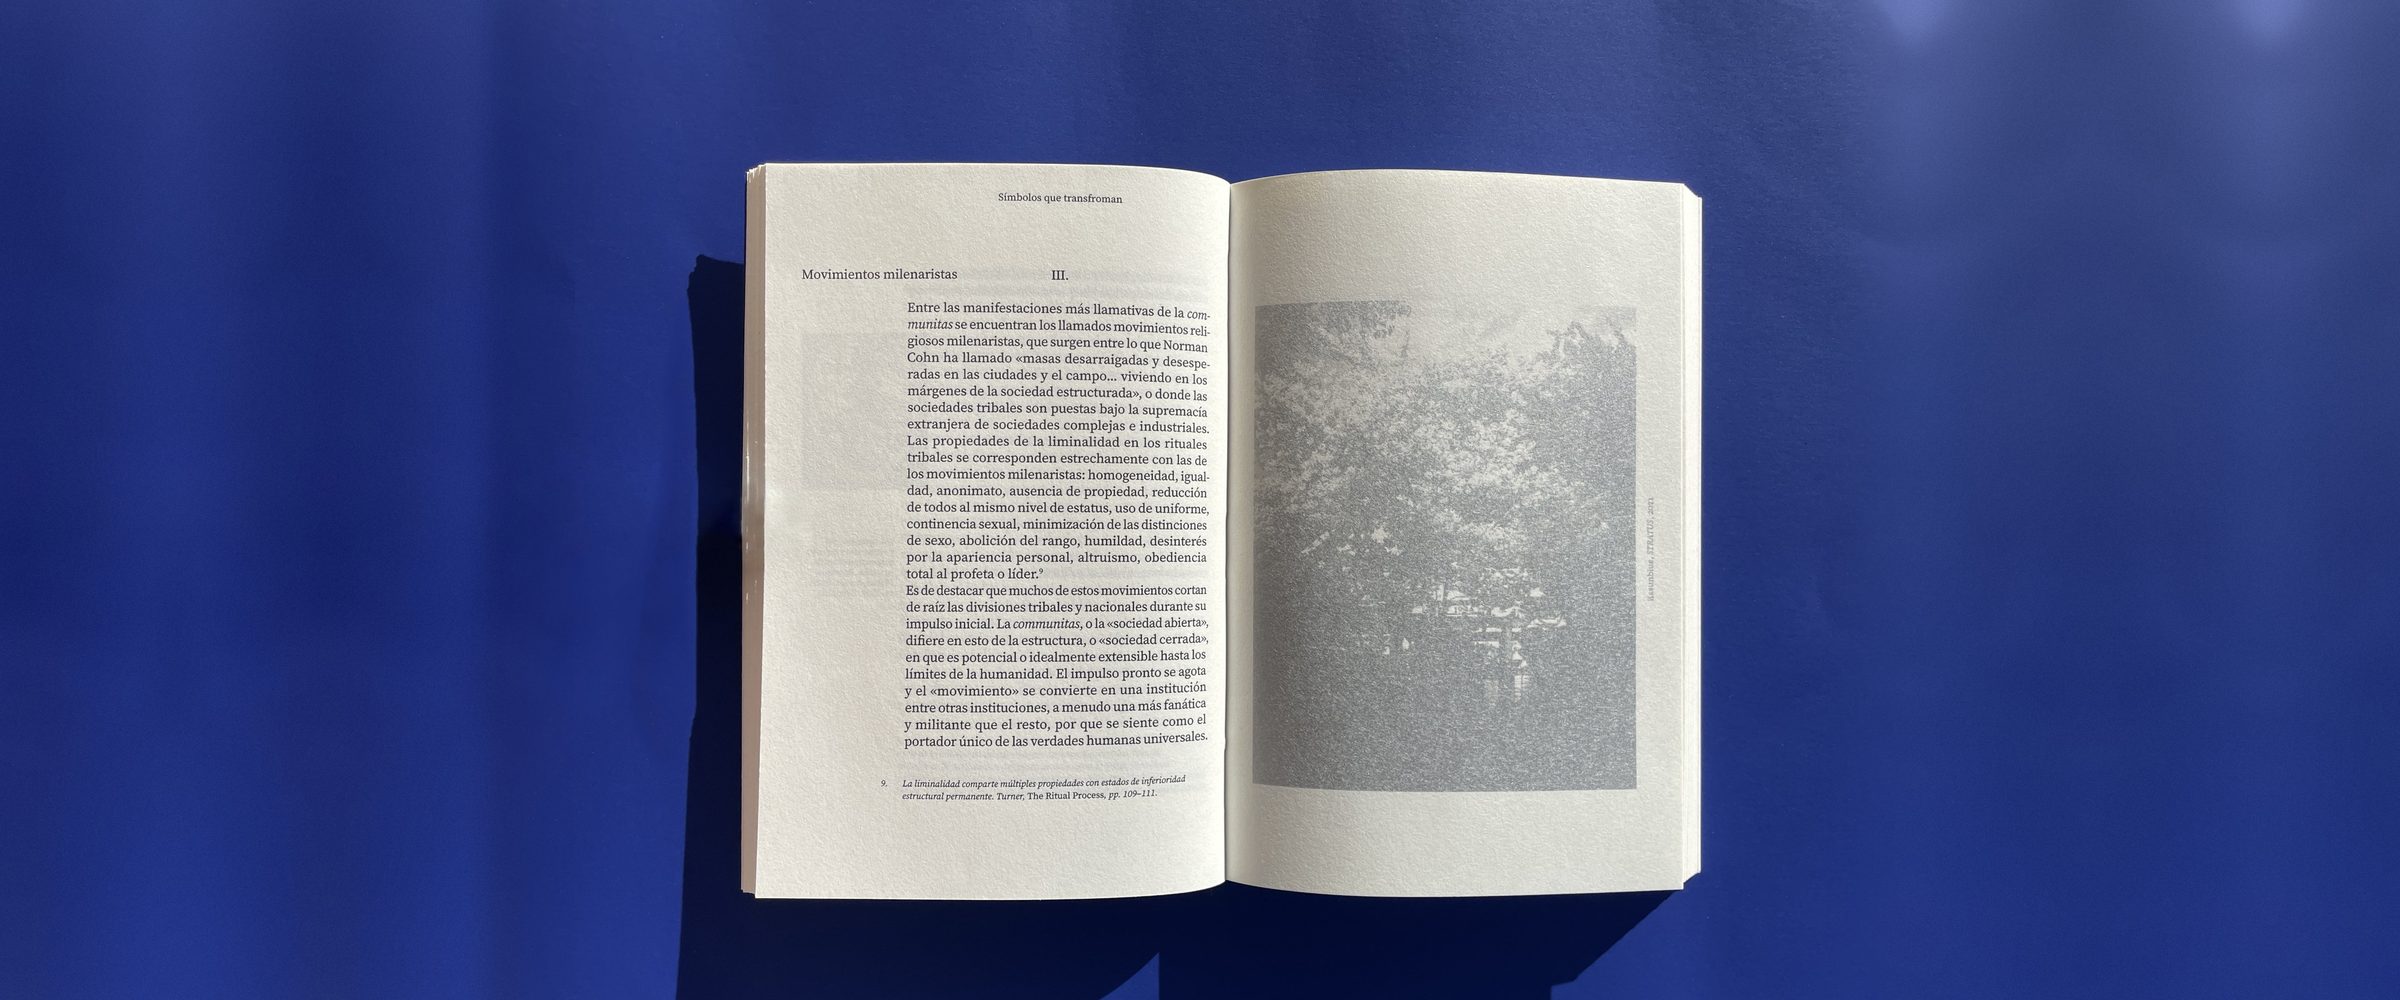 Símbolos que transfroman
Movimientos milenaristas
III.
Entre las manifestaciones más llamativas de la com-
munitas se encuentran los llamados movimientos reli-
giosos milenaristas, que surgen entre lo que Norman
Cohn ha llamado «masas desarraigadas y desespe-
radas en las ciudades y el campo... viviendo en los
márgenes de la sociedad estructurada», o donde las
sociedades tribales son puestas bajo la supremacía
extranjera de sociedades complejas e industriales.
Las propiedades de la liminalidad en los rituales
tribales se corresponden estrechamente con las de
los movimientos milenaristas: homogeneidad, igual-
dad, anonimato, ausencia de propiedad, reducción
de todos al mismo nivel de estatus, uso de uniforme,
continencia sexual, minimización de las distinciones
de sexo, abolición del rango, humildad, desinterés
por la apariencia personal, altruismo, obediencia
total al profeta o líder.⁹
Es de destacar que muchos de estos movimientos cortan
de raíz las divisiones tribales y nacionales durante su
impulso inicial. La communitas, o la «sociedad abierta»,
difiere en esto de la estructura, o «sociedad cerrada»,
en que es potencial o idealmente extensible hasta los
límites de la humanidad. El impulso pronto se agota
y el «movimiento» se convierte en una institución
entre otras instituciones, a menudo una más fanática
y militante que el resto, por que se siente como el
portador único de las verdades humanas universales.
9. La liminalidad comparte múltiples propiedades con estados de inferioridad
estructural permanente. Turner, The Ritual Process, pp. 109–111.
STRATUS, 2021